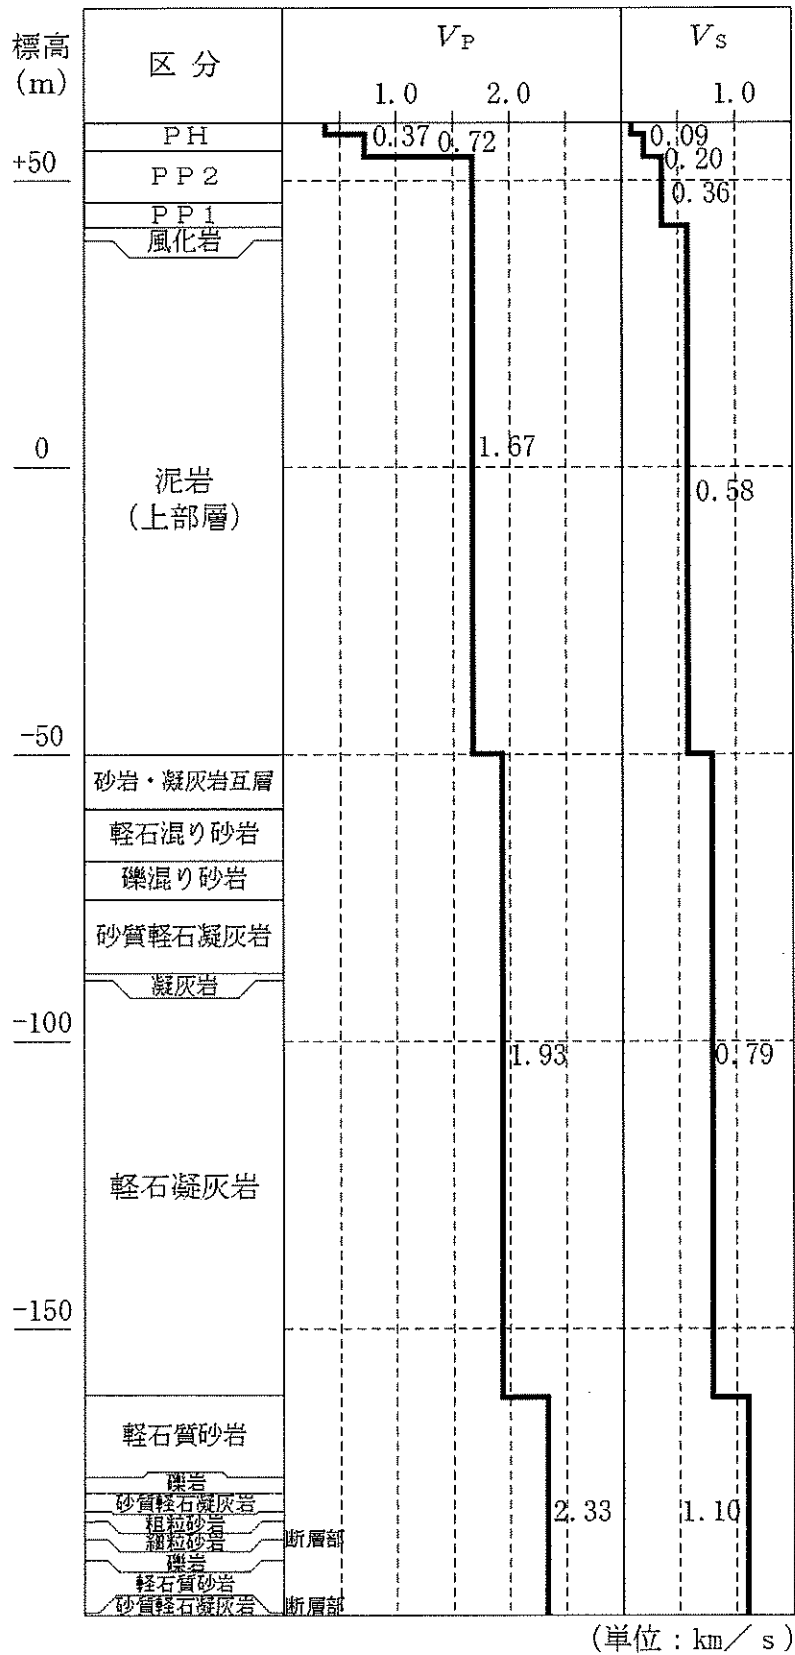 標高
(m)
区 分
VP
VS
1.0 2.0
1.0
PH
0.37
0.72
0.09
0.20
+50
PP2
0.36
PP1
風化岩
0
1.67
泥岩
(上部層)
0.58
-50
砂岩・凝灰岩互層
軽石混り砂岩
礫混り砂岩
砂質軽石凝灰岩
凝灰岩
-100
1.93
0.79
軽石凝灰岩
-150
軽石質砂岩
礫岩
砂質軽石凝灰岩
2.33
1.10
粗粒砂岩
細粒砂岩
断層部
礫岩
軽石質砂岩
砂質軽石凝灰岩
断層部
(単位:km/s)